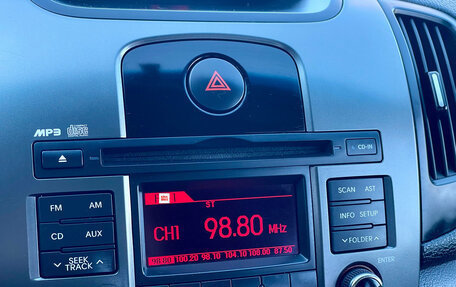 MP3
CD-IN
FM AM
CD AUX
SEEK
TRACK
ST
CH1 98.80 MHz
98.80 100.20 98.10 104.10 108.00 87.50
SCAN AST
INFO SETUP
FOLDER
ENTER